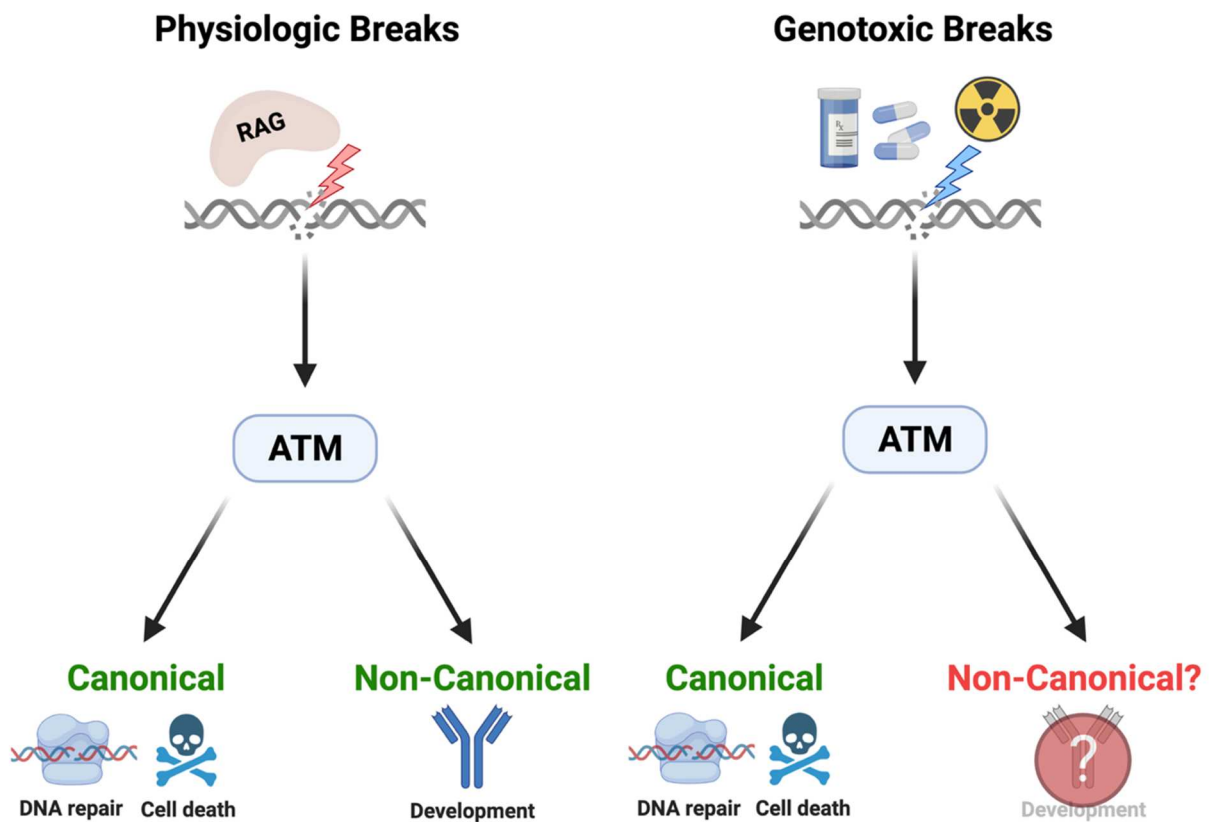 Physiologic Breaks
RAG
ATM
Canonical
Non-Canonical
DNA repair
Cell death
Development
Genotoxic Breaks
Rx
ATM
Canonical
Non-Canonical?
DNA repair
Cell death
?
Development